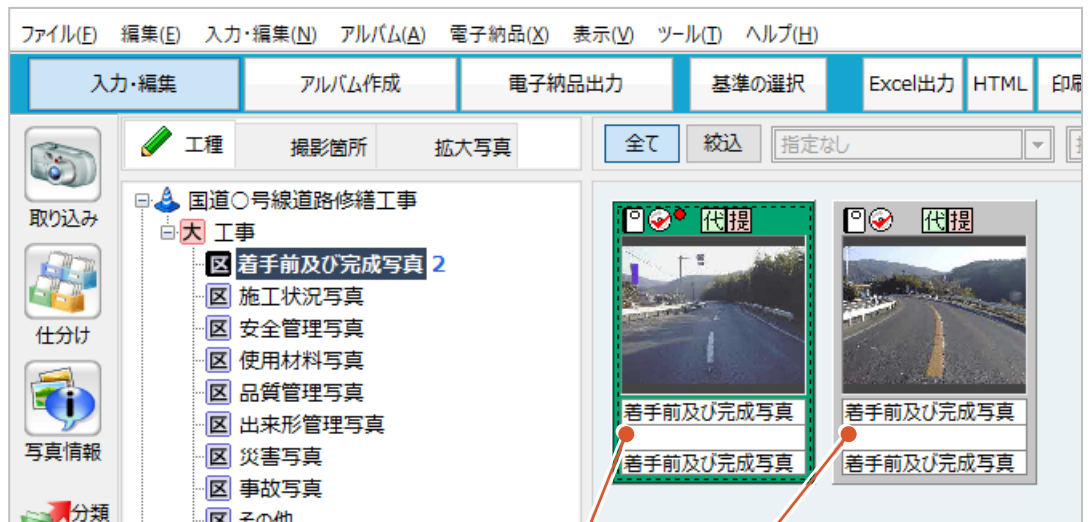 ファイル(F) 編集(E) 入力・編集(N) アルバム(A) 電子納品(X) 表示(V) ツール(T) ヘルプ(H)
入力・編集 アルバム作成 電子納品出力 基準の選択 Excel出力 HTML 印刷
工種 撮影箇所 拡大写真 全て 絞込 指定なし
取り込み
仕分け
写真情報
分類
国道○号線道路修繕工事
大 工事
区 着手前及び完成写真 2
区 施工状況写真
区 安全管理写真
区 使用材料写真
区 品質管理写真
区 出来形管理写真
区 災害写真
区 事故写真
区 その他
代 提
着手前及び完成写真
着手前及び完成写真
代 提
着手前及び完成写真
着手前及び完成写真